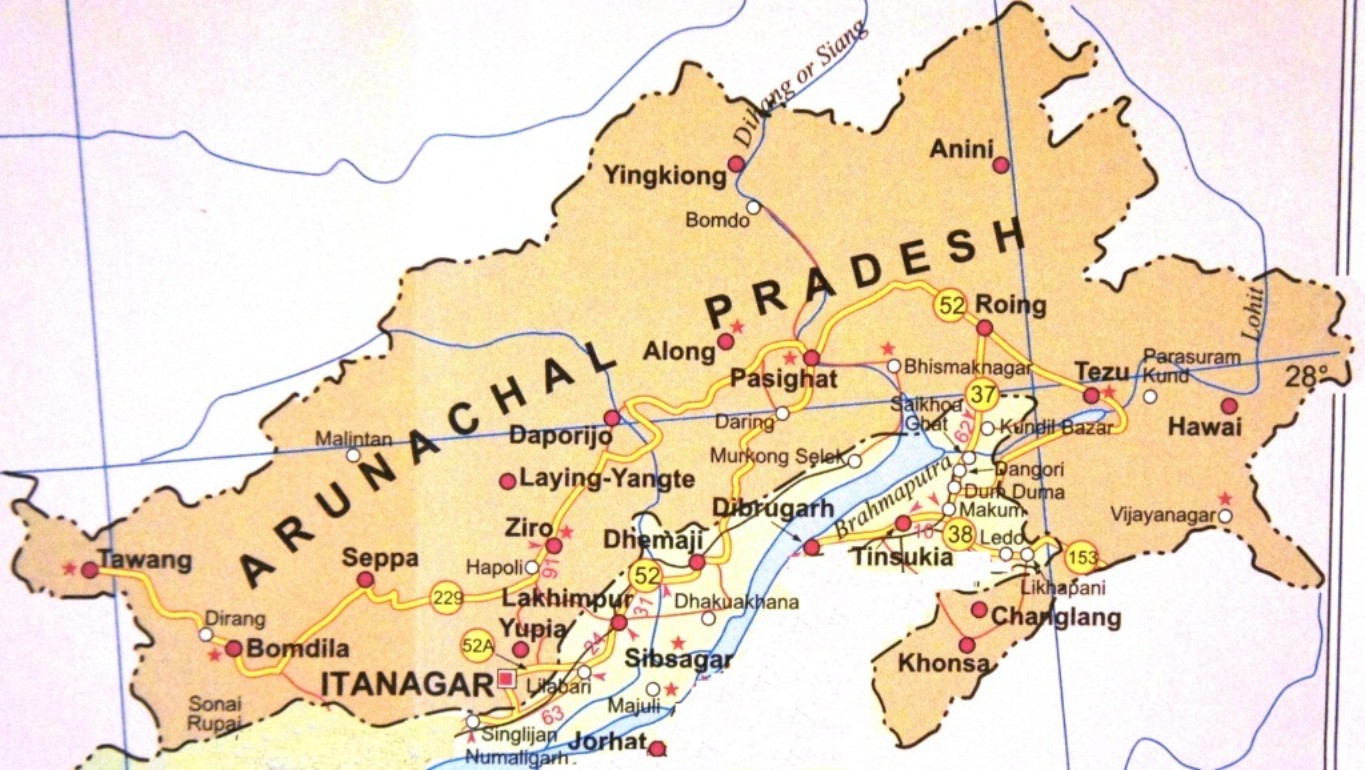 Dihang or Siang
Yingkiong
Bomdo
Anini
ARUNACHAL PRADESH
52
Roing
Lohit
Along
Pasighat
Bhismaknagar
Tezu
Parasuram
Kund
28°
37
Saikhoa
Ghat
62
Kundil Bazar
Hawai
Daporijo
Daring
Malintan
Murkong Selek
Dangori
Laying-Yangte
Dum Duma
Dibrugarh
Brahmaputra
Makum
Vijayanagar
Ziro
Dhemaji
10
38
Ledo
Tinsukia
153
Tawang
Seppa
Hapoli
91
52
Likhapani
229
Lakhimpur
31
Dhakuakhana
Changlang
Dirang
Yupia
24
Bomdila
52A
Sibsagar
Khonsa
ITANAGAR
Lilabari
Majuli
Sonai
Rupai
63
Singlijan
Jorhat
Numaligarh